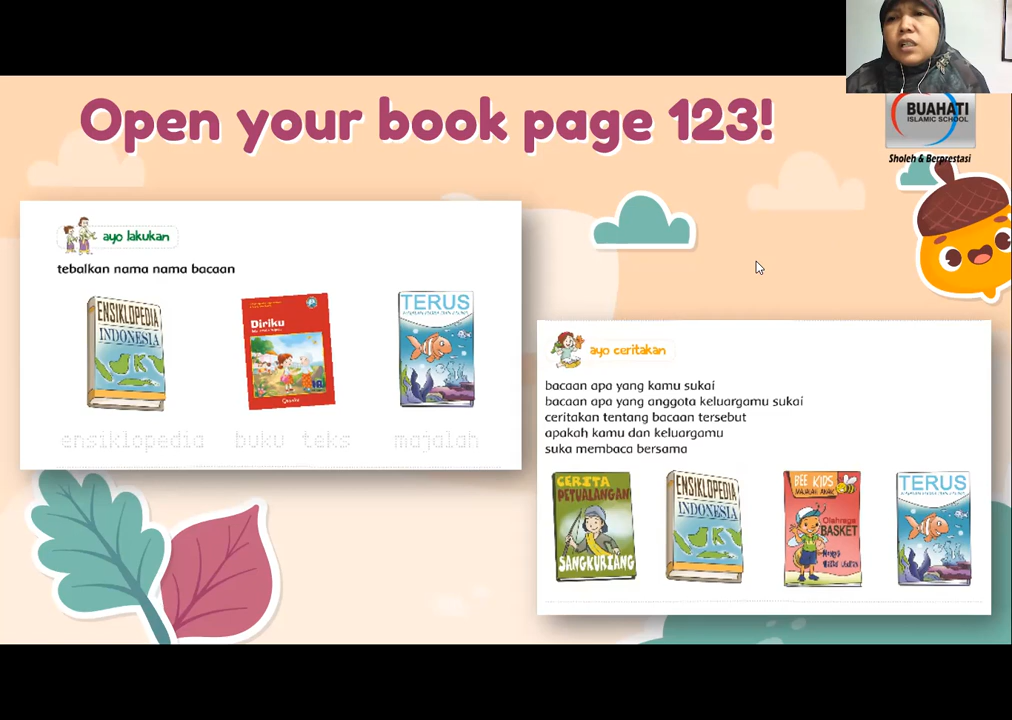 Open your book page 123!
BUAHATI
ISLAMIC SCHOOL
Sholeh & Berprestasi
ayo lakukan
tebalkan nama nama bacaan
ENSIKLOPEDIA
INDONESIA
Diriku
TERUS
ensiklopedia
buku teks
majalah
ayo ceritakan
bacaan apa yang kamu sukai
bacaan apa yang anggota keluargamu sukai
ceritakan tentang bacaan tersebut
apakah kamu dan keluargamu
suka membaca bersama
CERITA
PETUALANGAN
SANGKURIANG
ENSIKLOPEDIA
INDONESIA
BEE KIDS
MAJALAH ANAK
Olahraga
BASKET
TERUS